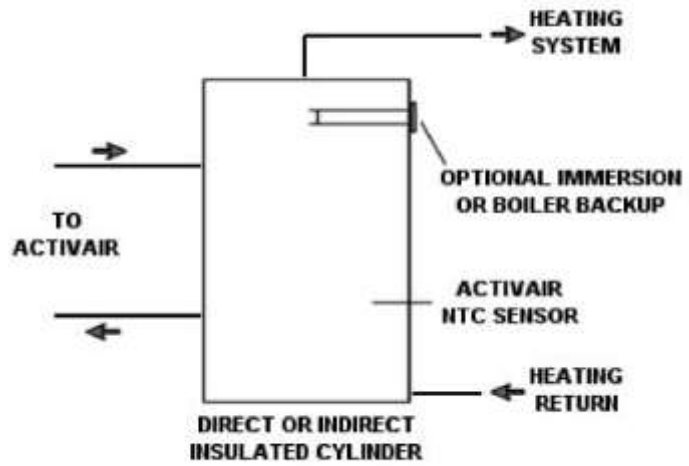 HEATING
SYSTEM
OPTIONAL IMMERSION
OR BOILER BACKUP
TO
ACTIVAIR
ACTIVAIR
NTC SENSOR
HEATING
RETURN
DIRECT OR INDIRECT
INSULATED CYLINDER